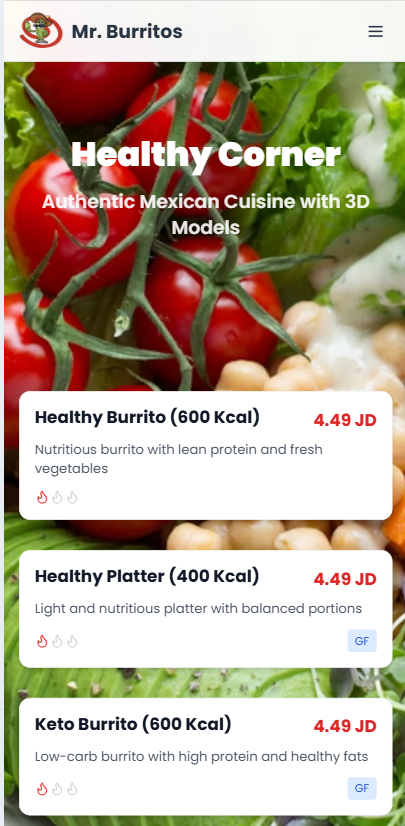 Mr. Burritos
Healthy Corner
Authentic Mexican Cuisine with 3D
Models
Healthy Burrito (600 Kcal)
4.49 JD
Nutritious burrito with lean protein and fresh
vegetables
Healthy Platter (400 Kcal)
4.49 JD
Light and nutritious platter with balanced portions
GF
Keto Burrito (600 Kcal)
4.49 JD
Low-carb burrito with high protein and healthy fats
GF